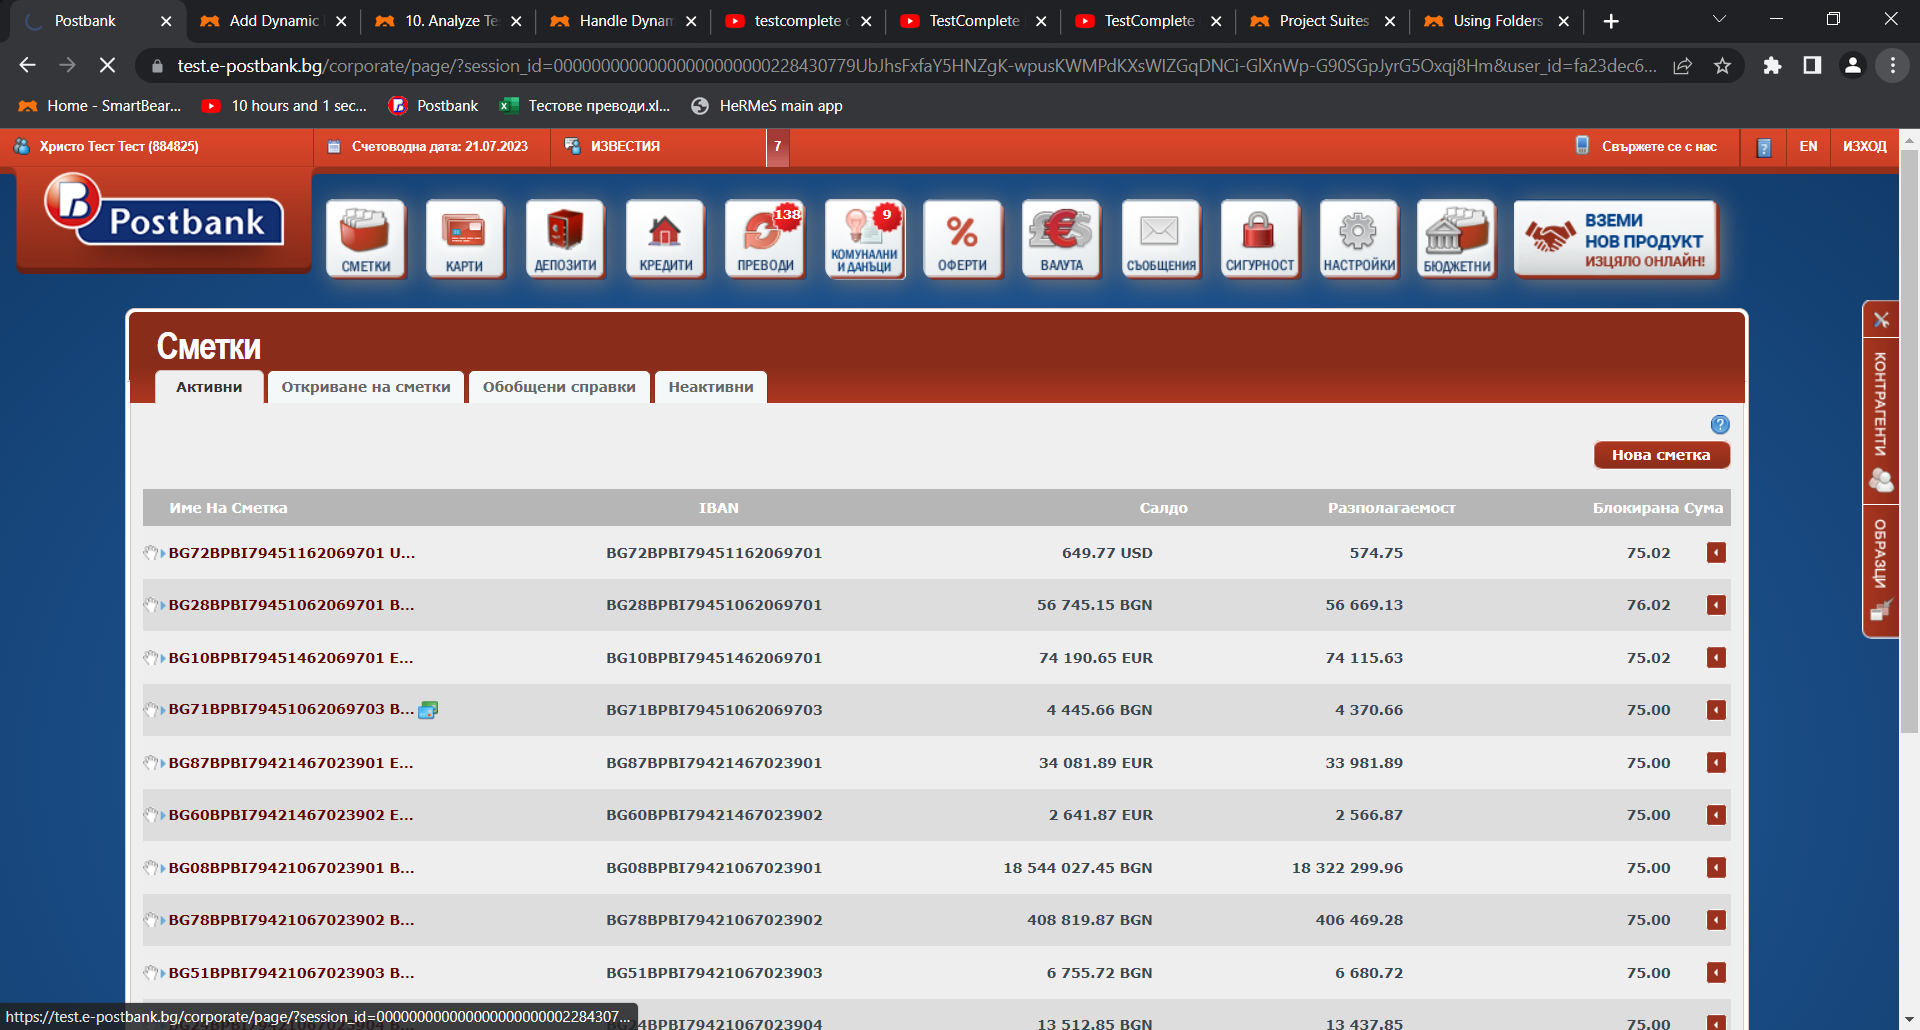 Postbank
Add Dynamic
10. Analyze Te
Handle Dynam
testcomplete
TestComplete
TestComplete
Project Suites
Using Folders
test.e-postbank.bg/corporate/page/?session_id=
Home - SmartBear...
10 hours and 1 sec...
Postbank
Тестове преводи.xl...
HeRMeS main app
Христо Тест Тест (884825)
Счетоводна дата: 21.07.2023
ИЗВЕСТИЯ
7
Свържете се с нас
EN
ИЗХОД
Postbank
СМЕТКИ
КАРТИ
ДЕПОЗИТИ
КРЕДИТИ
138
ПРЕВОДИ
9
КОМУНАЛНИ
И ДАНЪЦИ
ОФЕРТИ
ВАЛУТА
СЪОБЩЕНИЯ
СИГУРНОСТ
НАСТРОЙКИ
БЮДЖЕТНИ
ВЗЕМИ
НОВ ПРОДУКТ
ИЗЦЯЛО ОНЛАЙН!
КОНТРАГЕНТИ
ОБРАЗЦИ
Сметки
Активни
Откриване на сметки
Обобщени справки
Неактивни
Нова сметка
Име На Сметка IBAN Салдо Разполагаемост Блокирана Сума
BG72BPBI79451162069701 U... BG72BPBI79451162069701 649.77 USD 574.75 75.02
BG28BPBI79451062069701 B... BG28BPBI79451062069701 56 745.15 BGN 56 669.13 76.02
BG10BPBI79451462069701 E... BG10BPBI79451462069701 74 190.65 EUR 74 115.63 75.02
BG71BPBI79451062069703 B... BG71BPBI79451062069703 4 445.66 BGN 4 370.66 75.00
BG87BPBI79421467023901 E... BG87BPBI79421467023901 34 081.89 EUR 33 981.89 75.00
BG60BPBI79421467023902 E... BG60BPBI79421467023902 2 641.87 EUR 2 566.87 75.00
BG08BPBI79421067023901 B... BG08BPBI79421067023901 18 544 027.45 BGN 18 322 299.96 75.00
BG78BPBI79421067023902 B... BG78BPBI79421067023902 408 819.87 BGN 406 469.28 75.00
BG51BPBI79421067023903 B... BG51BPBI79421067023903 6 755.72 BGN 6 680.72 75.00
24BPBI79421067023904 13 512.85 BGN 13 437.85 75.00
https://test.e-postbank.bg/corporate/page/?session_id=